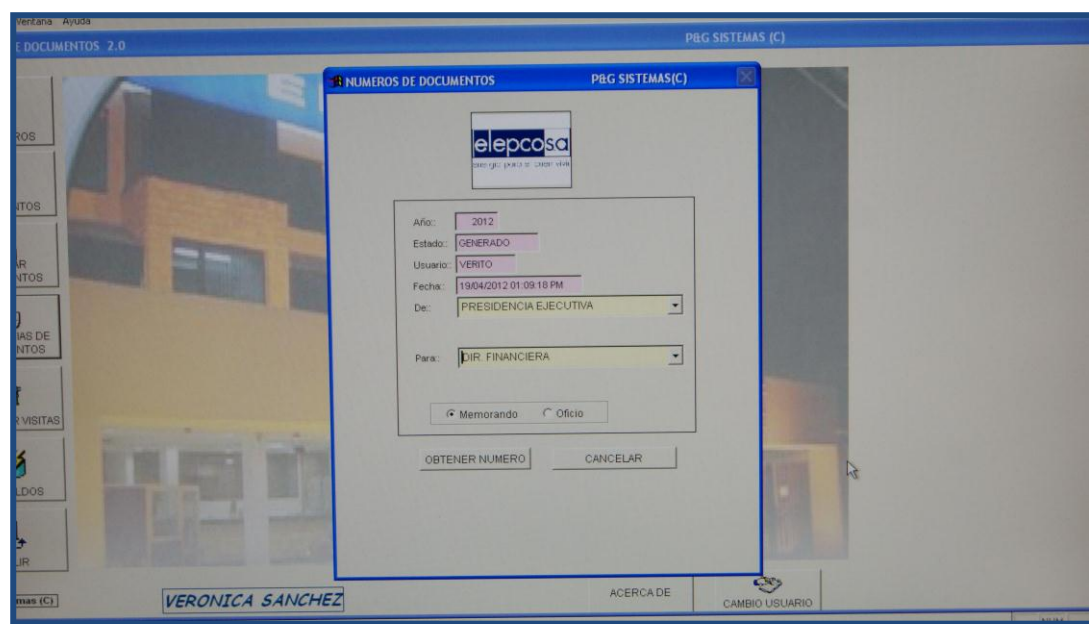 Ventana Ayuda
E DOCUMENTOS 2.0
P&G SISTEMAS (C)
ROS
NTOS
AR
NTOS
IAS DE
NTOS
R VISITAS
LDOS
LIR
mas (C)
NUMEROS DE DOCUMENTOS
P&G SISTEMAS(C)
elepcosa
Año::
2012
Estado::
GENERADO
Usuario::
VERITO
Fecha::
19/04/2012 01:09:18 PM
De::
PRESIDENCIA EJECUTIVA
Para::
DIR. FINANCIERA
Memorando
Oficio
OBTENER NUMERO
CANCELAR
VERONICA SANCHEZ
ACERCA DE
CAMBIO USUARIO